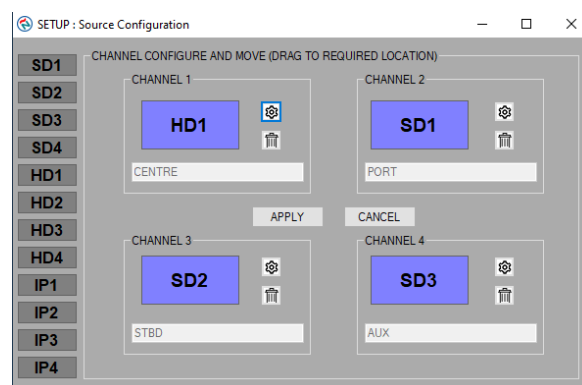 SETUP : Source Configuration
SD1
SD2
SD3
SD4
HD1
HD2
HD3
HD4
IP1
IP2
IP3
IP4
CHANNEL CONFIGURE AND MOVE (DRAG TO REQUIRED LOCATION)
CHANNEL 1
HD1
CENTRE
CHANNEL 2
SD1
PORT
APPLY
CANCEL
CHANNEL 3
SD2
STBD
CHANNEL 4
SD3
AUX